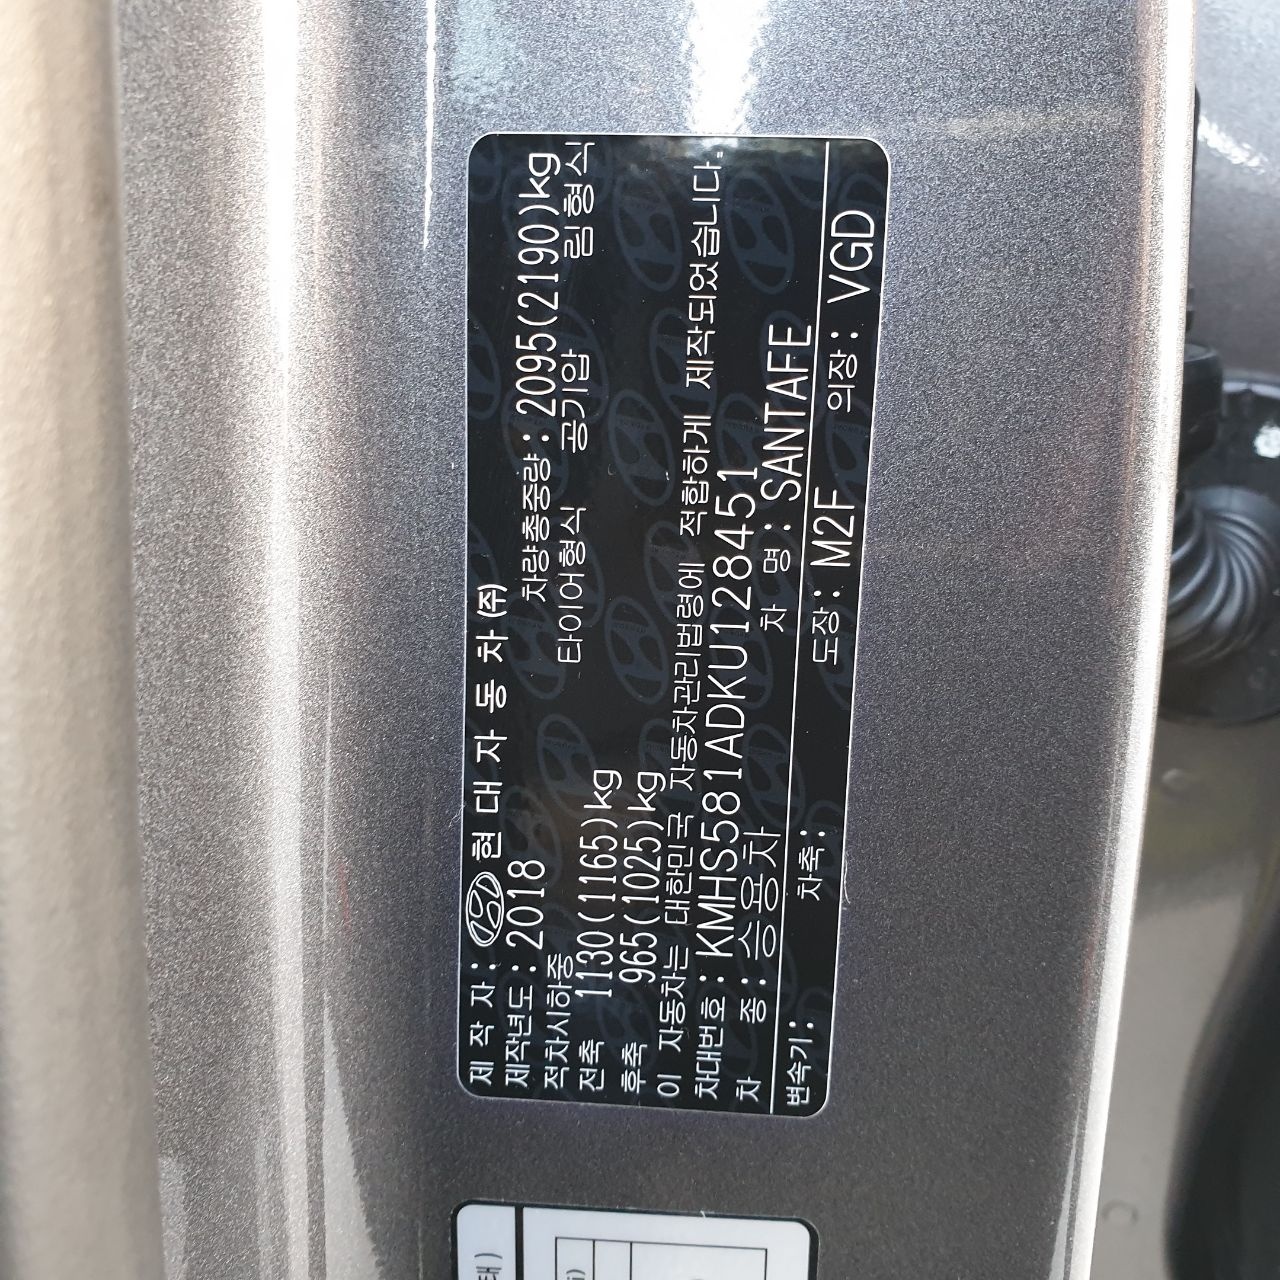 제 작 자 : 현 대 자 동 차 (주)
제작년도 : 2018 차량총중량 : 2095(2190)kg
적차시하중 타이어형식 공기압 림형식
전축 1130(1165)kg
후축 965(1025)kg
이 자동차는 대한민국 자동차관리법령에 적합하게 제작되었습니다.
차대번호 : KMHS581ADKU128451
차 종 : 승용차 차 명 : SANTAFE
변속기 : 차축 : 도장 : M2F 의장 : VGD